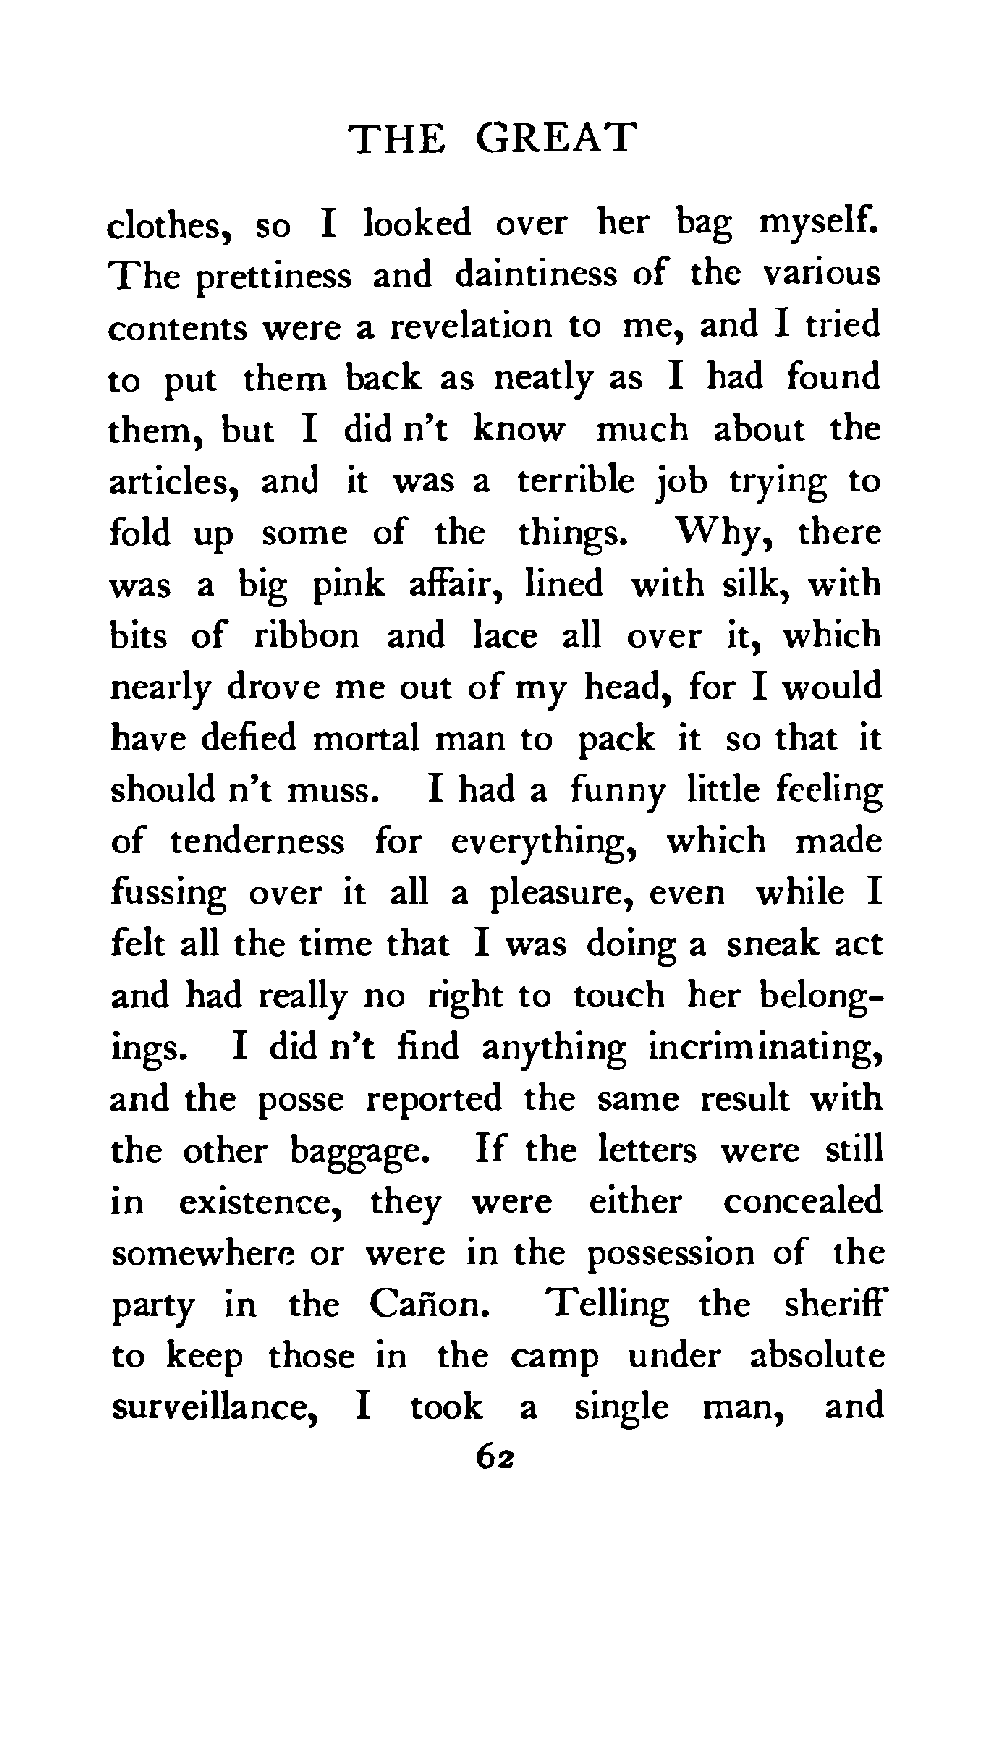 THE GREAT
clothes, so I looked over her bag myself.
The prettiness and daintiness of the various
contents were a revelation to me, and I tried
to put them back as neatly as I had found
them, but I did n't know much about the
articles, and it was a terrible job trying to
fold up some of the things. Why, there
was a big pink affair, lined with silk, with
bits of ribbon and lace all over it, which
nearly drove me out of my head, for I would
have defied mortal man to pack it so that it
should n't muss. I had a funny little feeling
of tenderness for everything, which made
fussing over it all a pleasure, even while I
felt all the time that I was doing a sneak act
and had really no right to touch her belong-
ings. I did n't find anything incriminating,
and the posse reported the same result with
the other baggage. If the letters were still
in existence, they were either concealed
somewhere or were in the possession of the
party in the Cañon. Telling the sheriff
to keep those in the camp under absolute
surveillance, I took a single man, and
62